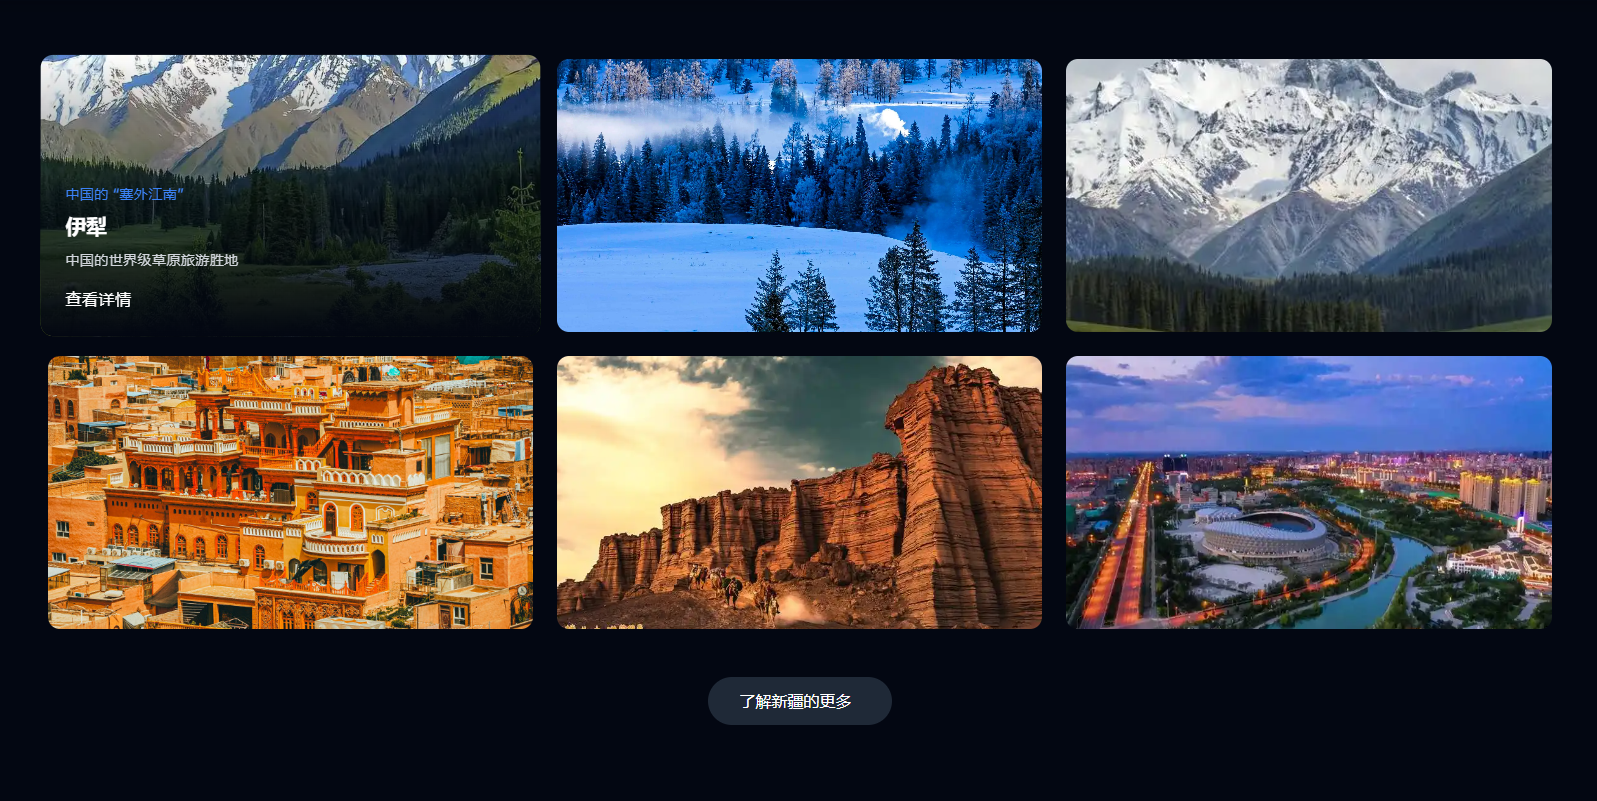 中国的 “塞外江南”
伊犁
中国的世界级草原旅游胜地
查看详情
了解新疆的更多